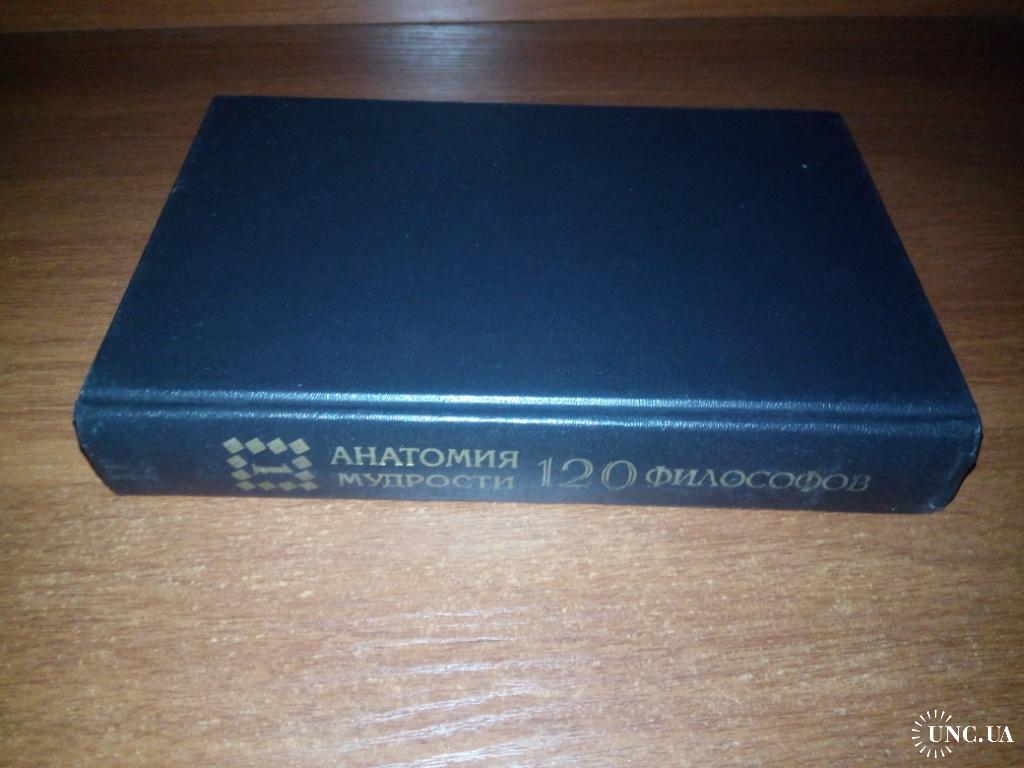 1
АНАТОМИЯ
МУДРОСТИ
120 ФИЛОСОФОВ
UNC.UA